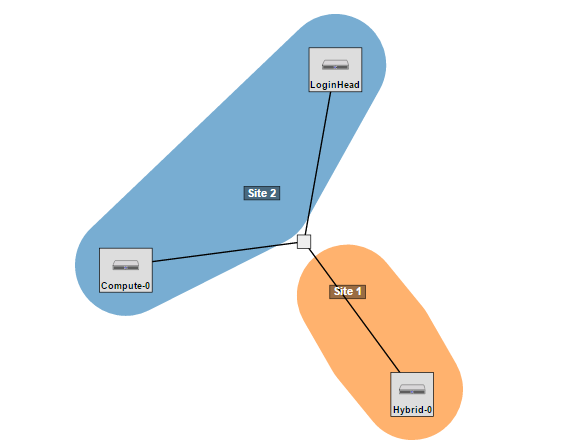 LoginHead
Site 2
Compute-0
Site 1
Hybrid-0